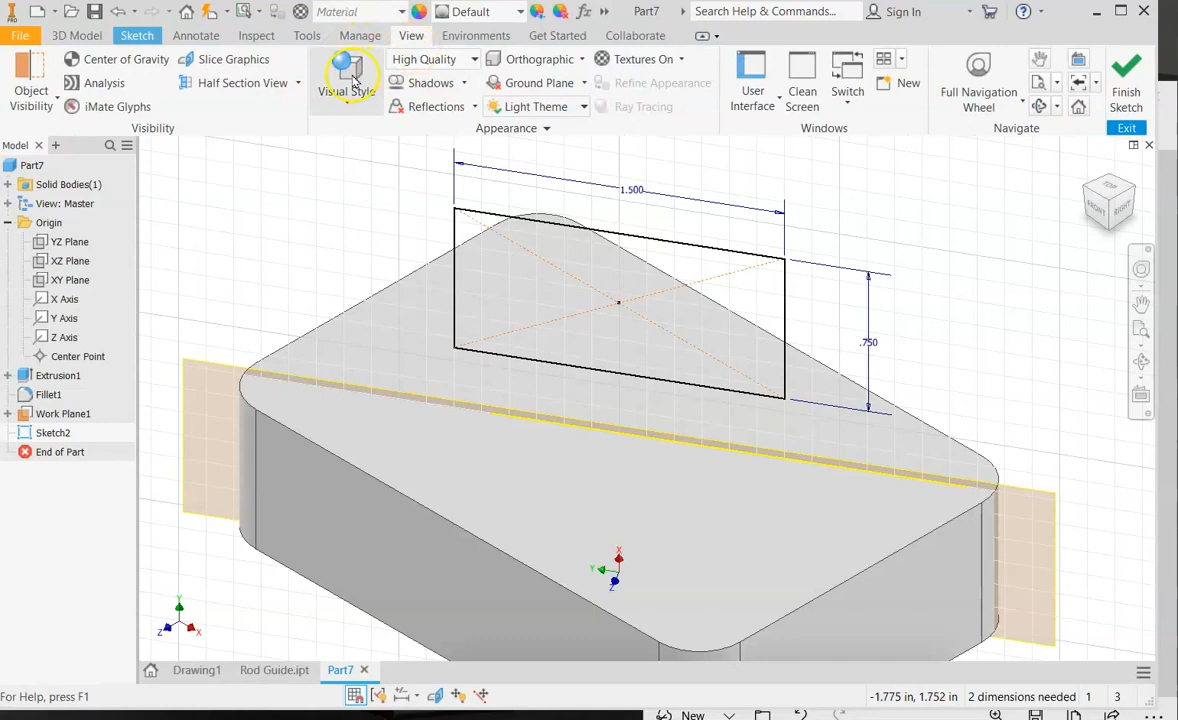 PRO
Material
Default
Part7
Search Help & Commands...
Sign In
File
3D Model
Sketch
Annotate
Inspect
Tools
Manage
View
Environments
Get Started
Collaborate
Object Visibility
Center of Gravity
Analysis
iMate Glyphs
Slice Graphics
Half Section View
Visibility
Visual Style
High Quality
Shadows
Reflections
Orthographic
Ground Plane
Light Theme
Textures On
Refine Appearance
Ray Tracing
Appearance
User Interface
Clean Screen
Switch
New
Windows
Full Navigation Wheel
Navigate
Finish Sketch
Exit
Model
Part7
Solid Bodies(1)
View: Master
Origin
YZ Plane
XZ Plane
XY Plane
X Axis
Y Axis
Z Axis
Center Point
Extrusion1
Fillet1
Work Plane1
Sketch2
End of Part
1.500
.750
TOP
FRONT
RIGHT
X
Y
Z
Y
Z
X
Drawing1
Rod Guide.ipt
Part7
For Help, press F1
-1.775 in, 1.752 in
2 dimensions needed
1
3
New